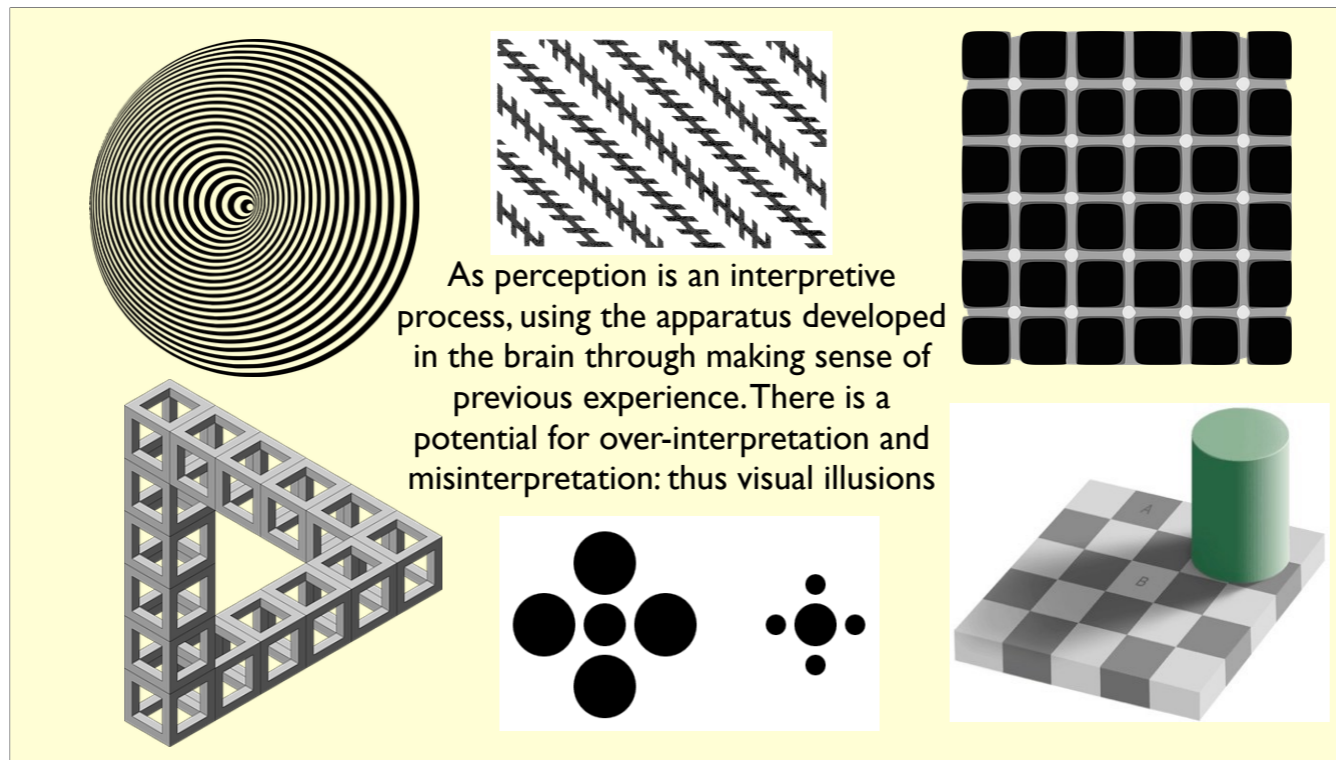 As perception is an interpretive
process, using the apparatus developed
in the brain through making sense of
previous experience. There is a
potential for over-interpretation and
misinterpretation: thus visual illusions
A
B